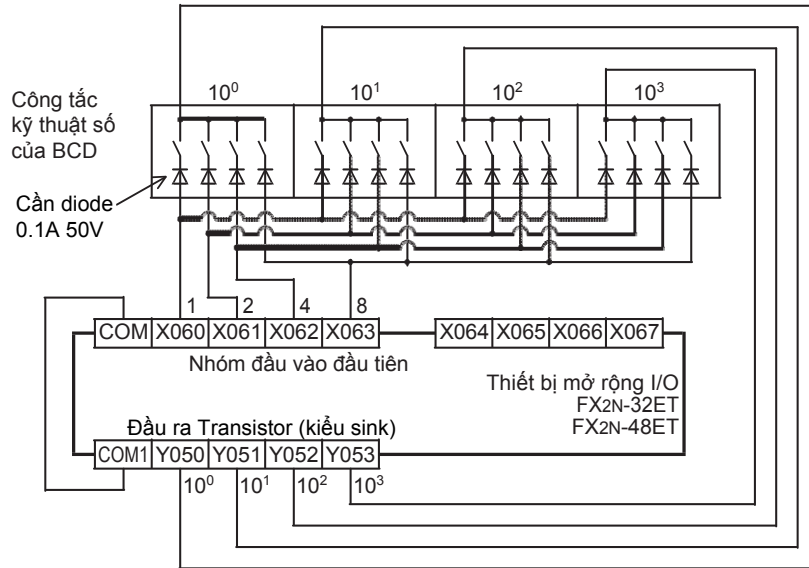 10⁰ 10¹ 10² 10³
Công tắc
kỹ thuật số
của BCD
Cần diode
0.1A 50V
1 2 4 8
COM X060 X061 X062 X063 X064 X065 X066 X067
Nhóm đầu vào đầu tiên
Thiết bị mở rộng I/O
FX2N-32ET
FX2N-48ET
Đầu ra Transistor (kiểu sink)
COM1 Y050 Y051 Y052 Y053
10⁰ 10¹ 10² 10³